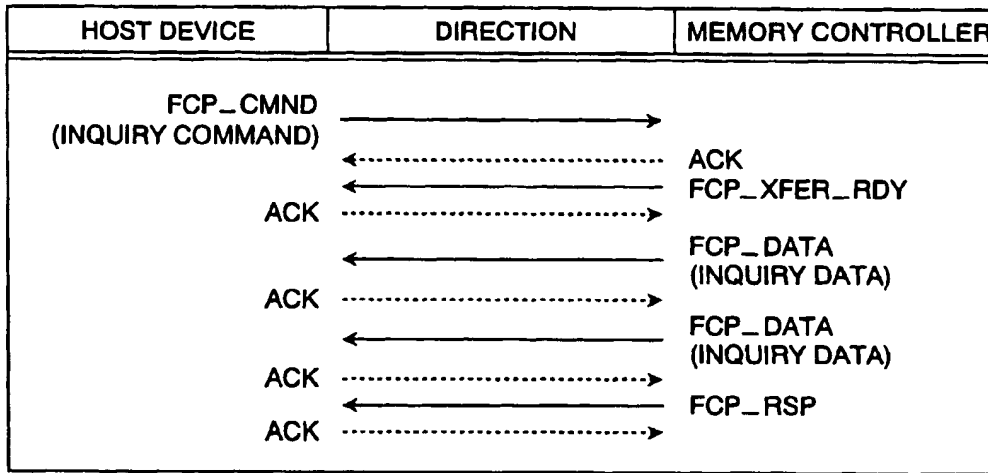 HOST DEVICE DIRECTION MEMORY CONTROLLER
FCP_CMND
(INQUIRY COMMAND)
ACK
FCP_XFER_RDY
ACK
FCP_DATA
(INQUIRY DATA)
ACK
FCP_DATA
(INQUIRY DATA)
ACK
FCP_RSP
ACK